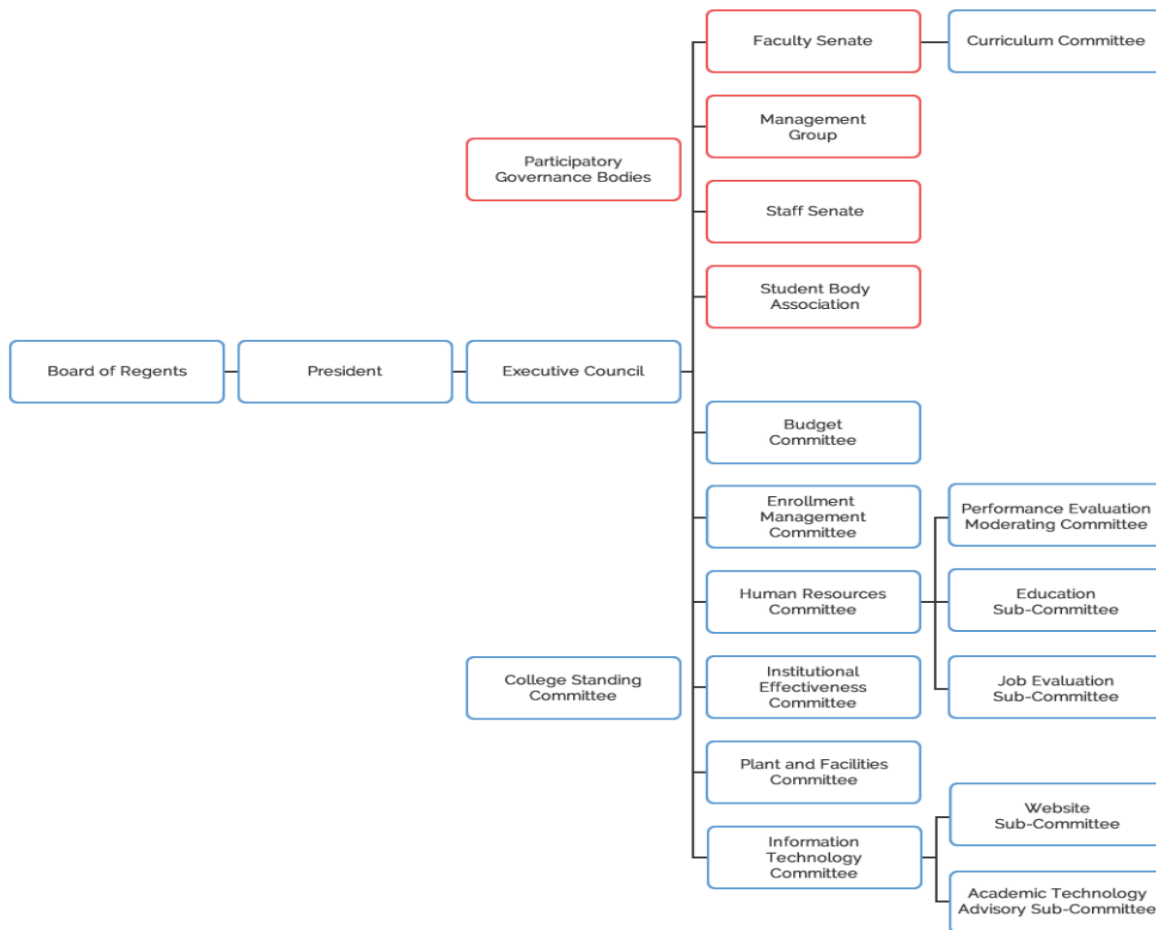 Faculty Senate
Curriculum Committee
Management
Group
Participatory
Governance Bodies
Staff Senate
Student Body
Association
Board of Regents
President
Executive Council
Budget
Committee
Enrollment
Management
Committee
Performance Evaluation
Moderating Committee
Human Resources
Committee
Education
Sub-Committee
College Standing
Committee
Institutional
Effectiveness
Committee
Job Evaluation
Sub-Committee
Plant and Facilities
Committee
Website
Sub-Committee
Information
Technology
Committee
Academic Technology
Advisory Sub-Committee